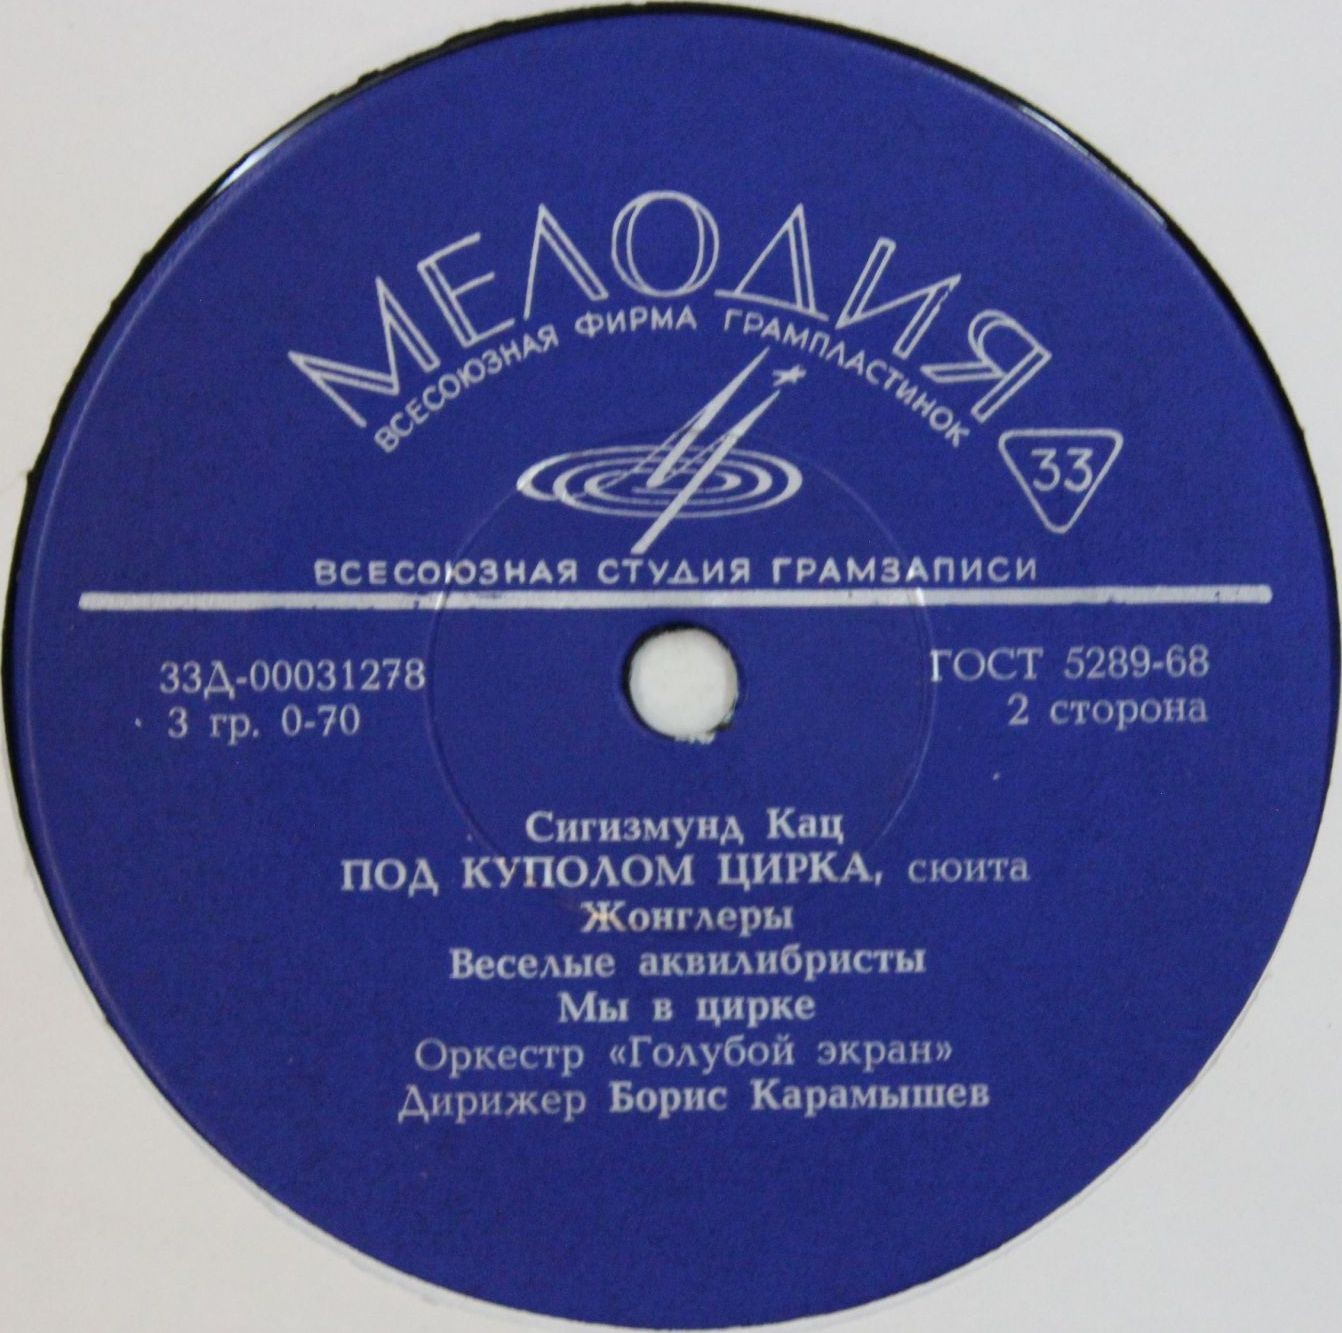 МЕЛОДИЯ
ВСЕСОЮЗНАЯ ФИРМА ГРАМПЛАСТИНОК
33
ВСЕСОЮЗНАЯ СТУДИЯ ГРАМЗАПИСИ
33Д-00031278
3 гр. 0-70
ГОСТ 5289-68
2 сторона
Сигизмунд Кац
ПОД КУПОЛОМ ЦИРКА, сюита
Жонглеры
Веселые аквилибристы
Мы в цирке
Оркестр «Голубой экран»
Дирижер Борис Карамышев